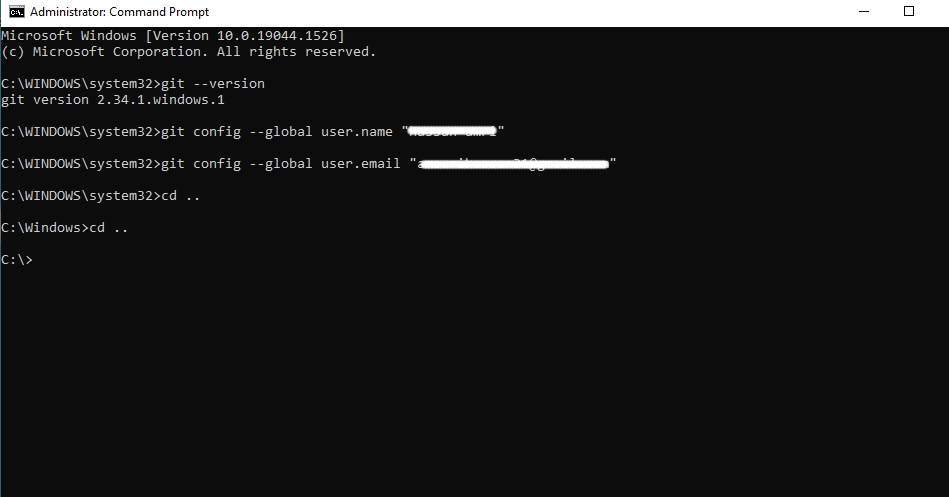 Administrator: Command Prompt
Microsoft Windows [Version 10.0.19044.1526]
(c) Microsoft Corporation. All rights reserved.
C:\WINDOWS\system32>git --version
git version 2.34.1.windows.1
C:\WINDOWS\system32>git config --global user.name ""
C:\WINDOWS\system32>git config --global user.email ""
C:\WINDOWS\system32>cd ..
C:\Windows>cd ..
C:\>